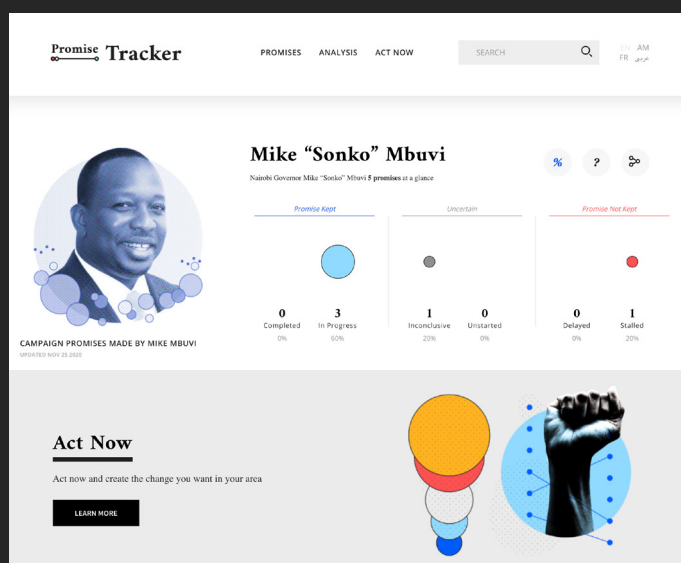 Promise Tracker
PROMISES ANALYSIS ACT NOW
SEARCH
EN AM
FR عربى
Mike “Sonko” Mbuvi
Nairobi Governor Mike “Sonko” Mbuvi 5 promises at a glance
% ?
Promise Kept Uncertain Promise Not Kept
0 3 1 0 0 1
Completed In Progress Inconclusive Unstarted Delayed Stalled
0% 60% 20% 0% 0% 20%
CAMPAIGN PROMISES MADE BY MIKE MBUVI
UPDATED NOV 25 2020
Act Now
Act now and create the change you want in your area
LEARN MORE